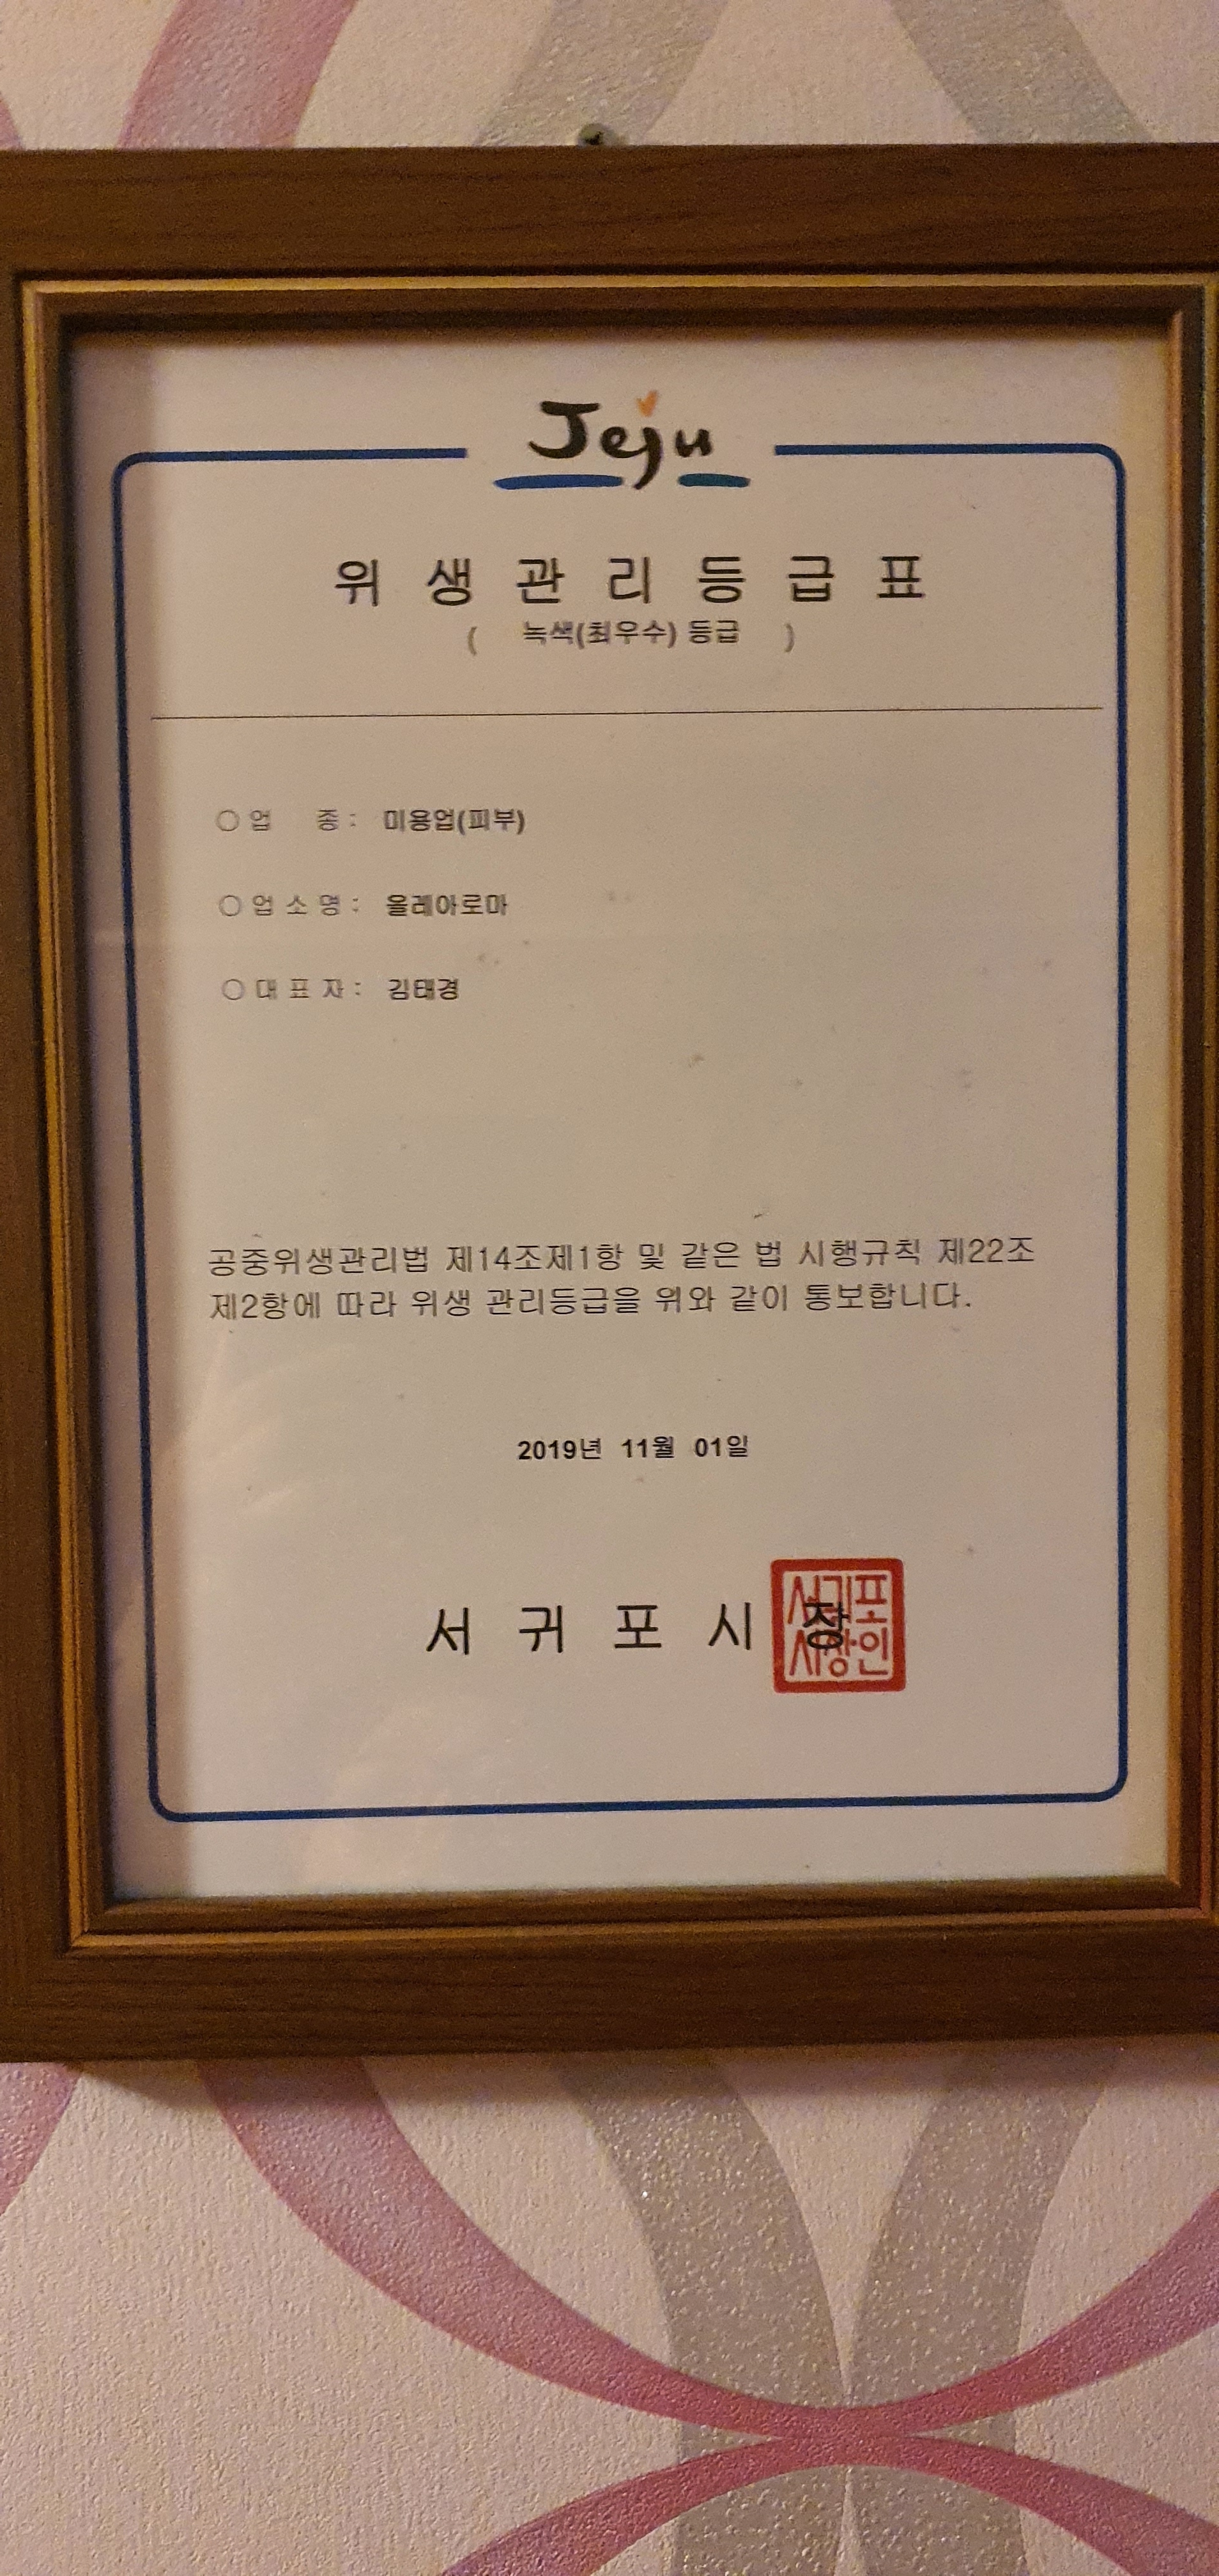 Jeju
위 생 관 리 등 급 표
( 녹색(최우수) 등급 )
○ 업 종 : 미용업(피부)
○ 업 소 명 : 올레아로마
○ 대 표 자 : 김태경
공중위생관리법 제14조제1항 및 같은 법 시행규칙 제22조
제2항에 따라 위생 관리등급을 위와 같이 통보합니다.
2019년 11월 01일
서 귀 포 시 장
서귀포
시장인